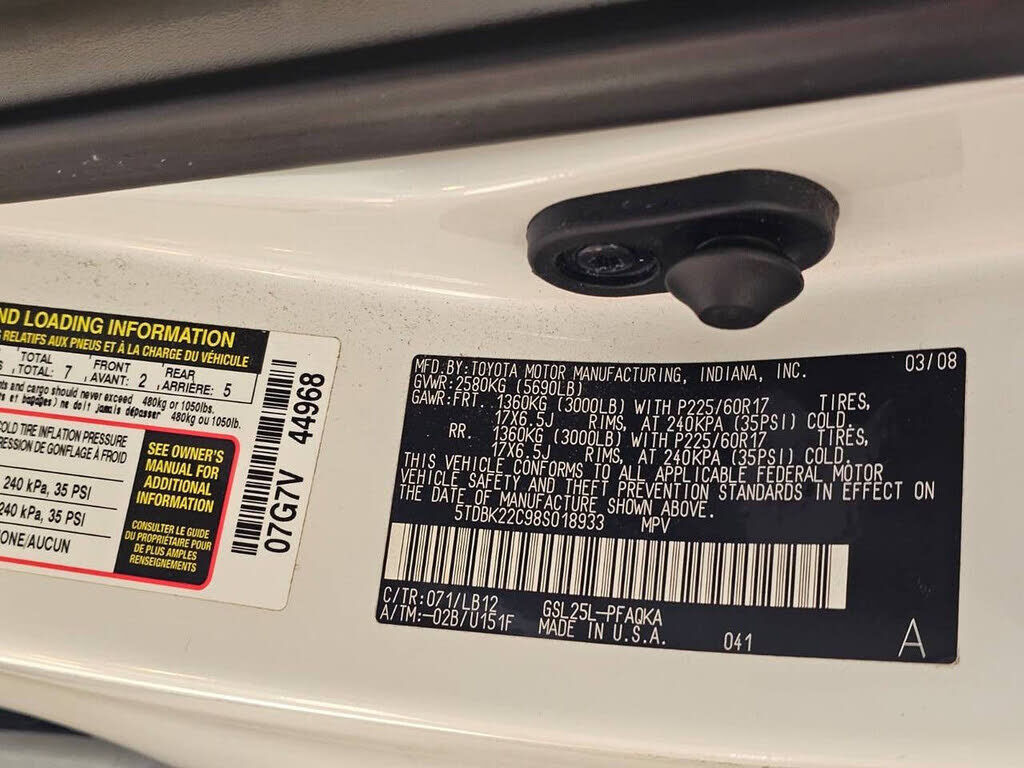 ND LOADING INFORMATION
S RELATIFS AUX PNEUS ET À LA CHARGE DU VÉHICULE
TOTAL 7 FRONT 2 REAR 5
TOTAL: AVANT: ARRIÈRE:
and cargo should never exceed 480kg or 1050lbs.
et bagages) ne doit jamais dépasser 480kg ou 1050lb.
COLD TIRE INFLATION PRESSURE
PRESSION DE GONFLAGE À FROID
240 kPa, 35 PSI
240 kPa, 35 PSI
ONE/AUCUN
SEE OWNER'S
MANUAL FOR
ADDITIONAL
INFORMATION
CONSULTER LE GUIDE
DU PROPRIÉTAIRE POUR
DE PLUS AMPLES
RENSEIGNEMENTS
07G7V 44968
MFD.BY:TOYOTA MOTOR MANUFACTURING, INDIANA, INC. 03/08
GVWR:2580KG (5690LB)
GAWR:FRT 1360KG (3000LB) WITH P225/60R17 TIRES,
17X6.5J RIMS, AT 240KPA (35PSI) COLD.
RR. 1360KG (3000LB) WITH P225/60R17 TIRES,
17X6.5J RIMS, AT 240KPA (35PSI) COLD.
THIS VEHICLE CONFORMS TO ALL APPLICABLE FEDERAL MOTOR
VEHICLE SAFETY AND THEFT PREVENTION STANDARDS IN EFFECT ON
THE DATE OF MANUFACTURE SHOWN ABOVE.
5TDBK22C98S018933 MPV
C/TR:071/LB12 GSL25L-PFAQKA
A/TM:-02B/U151F MADE IN U.S.A. 041 A